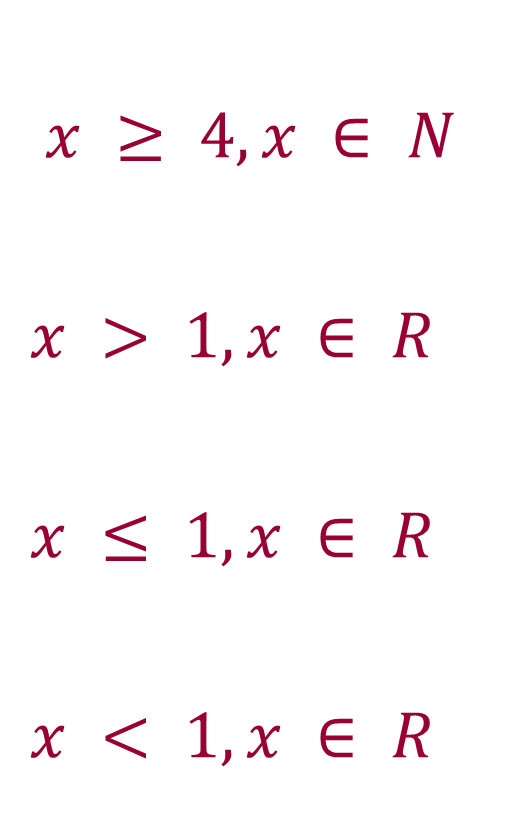 x ≥ 4, x ∈ N
x > 1, x ∈ R
x ≤ 1, x ∈ R
x < 1, x ∈ R